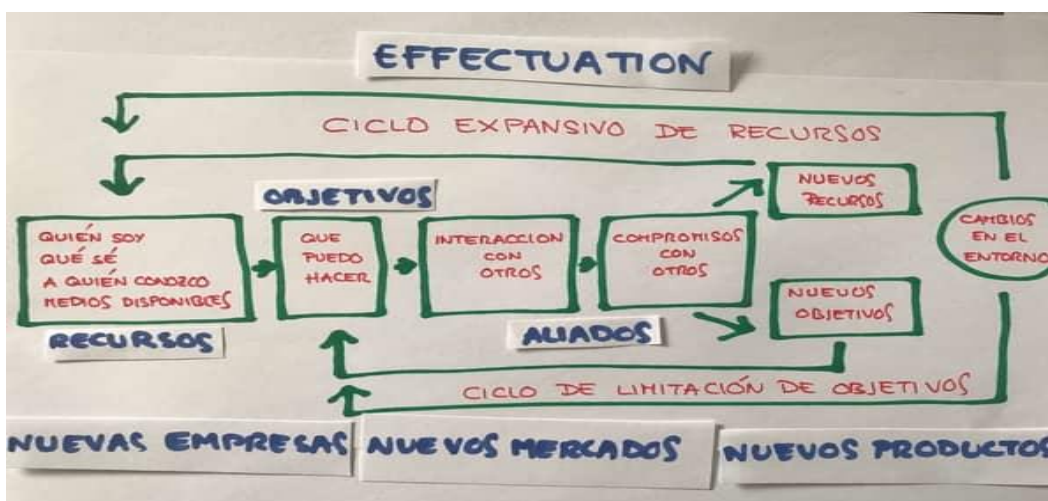 EFFECTUATION
CICLO EXPANSIVO DE RECURSOS
OBJETIVOS
QUIÉN SOY
QUÉ SÉ
A QUIÉN CONOZCO
MEDIOS DISPONIBLES
RECURSOS
QUE
PUEDO
HACER
INTERACCION
CON
OTROS
COMPROMISOS
CON
OTROS
ALIADOS
NUEVOS
RECURSOS
NUEVOS
OBJETIVOS
CAMBIOS
EN EL
ENTORNO
CICLO DE LIMITACIÓN DE OBJETIVOS
NUEVAS EMPRESAS
NUEVOS MERCADOS
NUEVOS PRODUCTOS